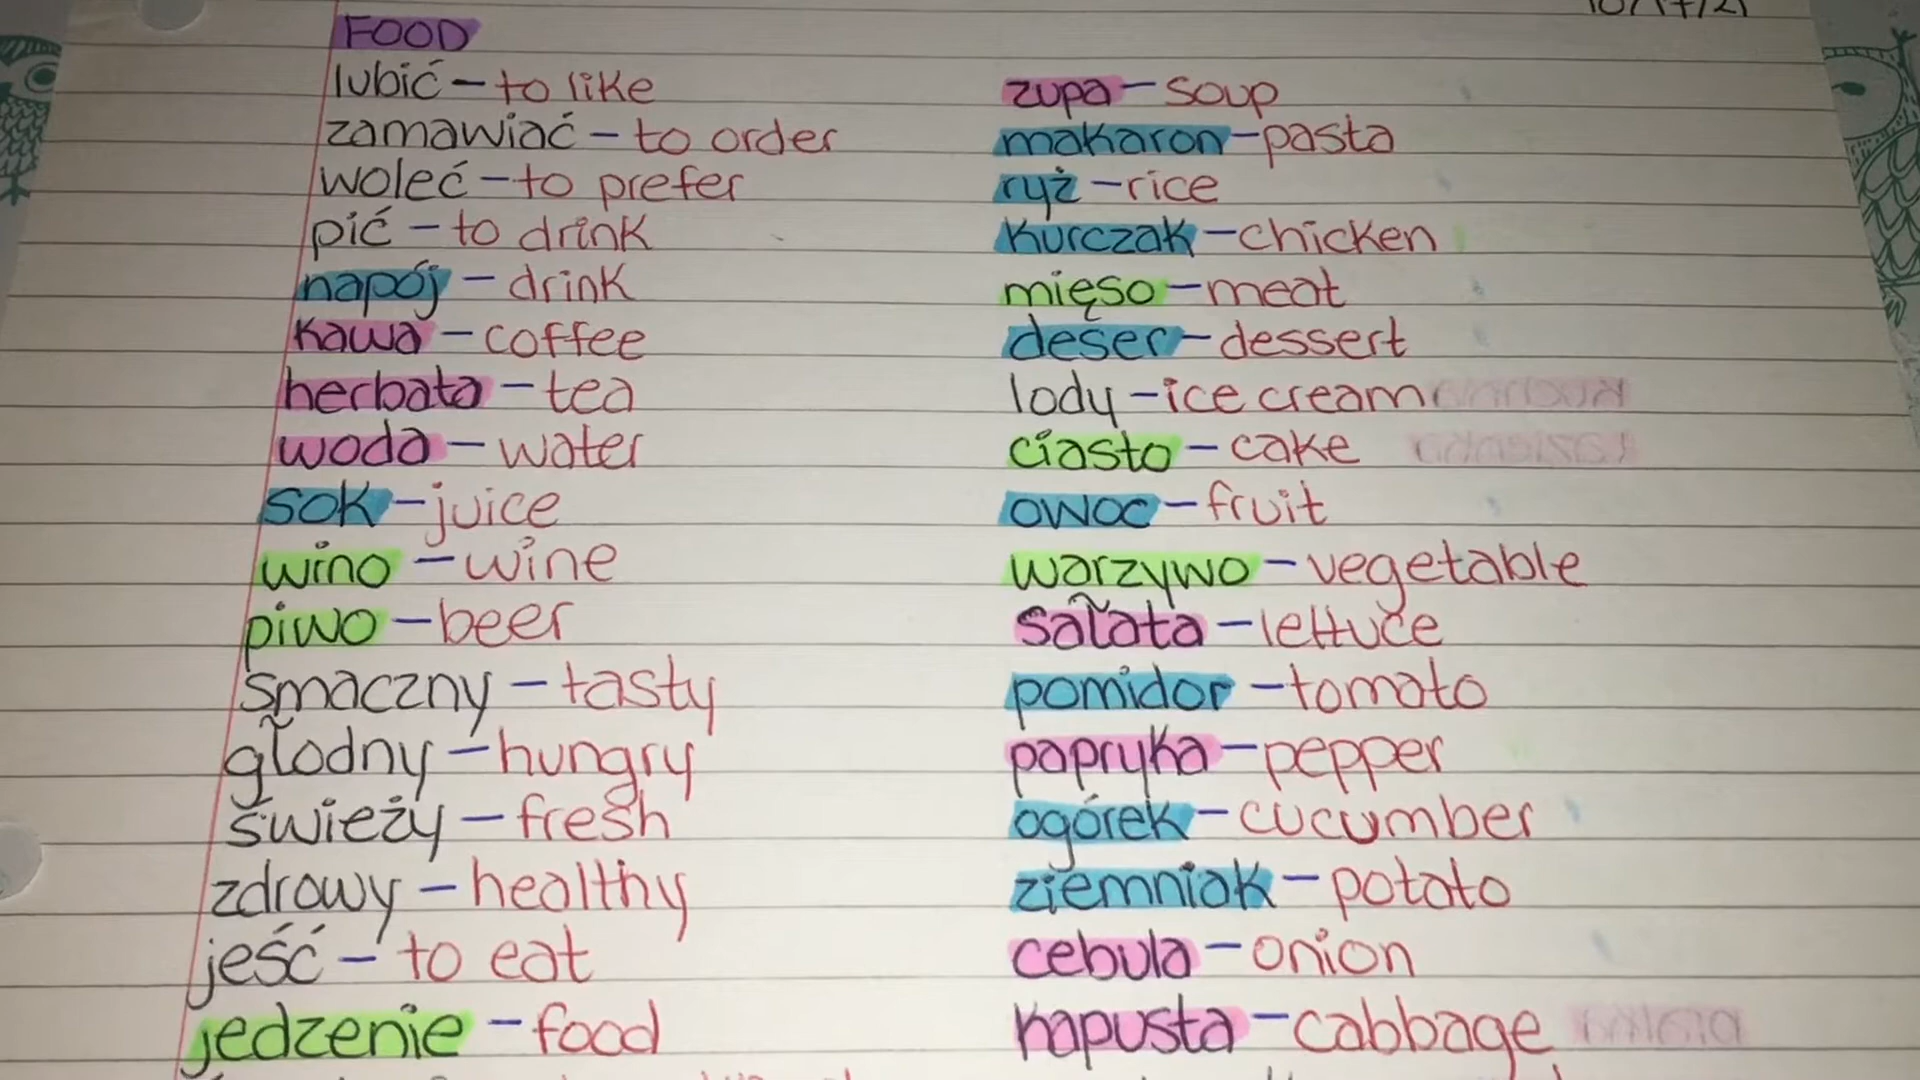 FOOD
lubić – to like
zamawiać – to order
woleć – to prefer
pić – to drink
napój – drink
kawa – coffee
herbata – tea
woda – water
sok – juice
wino – wine
piwo – beer
smaczny – tasty
głodny – hungry
świeży – fresh
zdrowy – healthy
jeść – to eat
jedzenie – food
zupa – soup
makaron – pasta
ryż – rice
kurczak – chicken
mięso – meat
deser – dessert
lody – ice cream
ciasto – cake
owoc – fruit
warzywo – vegetable
sałata – lettuce
pomidor – tomato
papryka – pepper
ogórek – cucumber
ziemniak – potato
cebula – onion
kapusta – cabbage